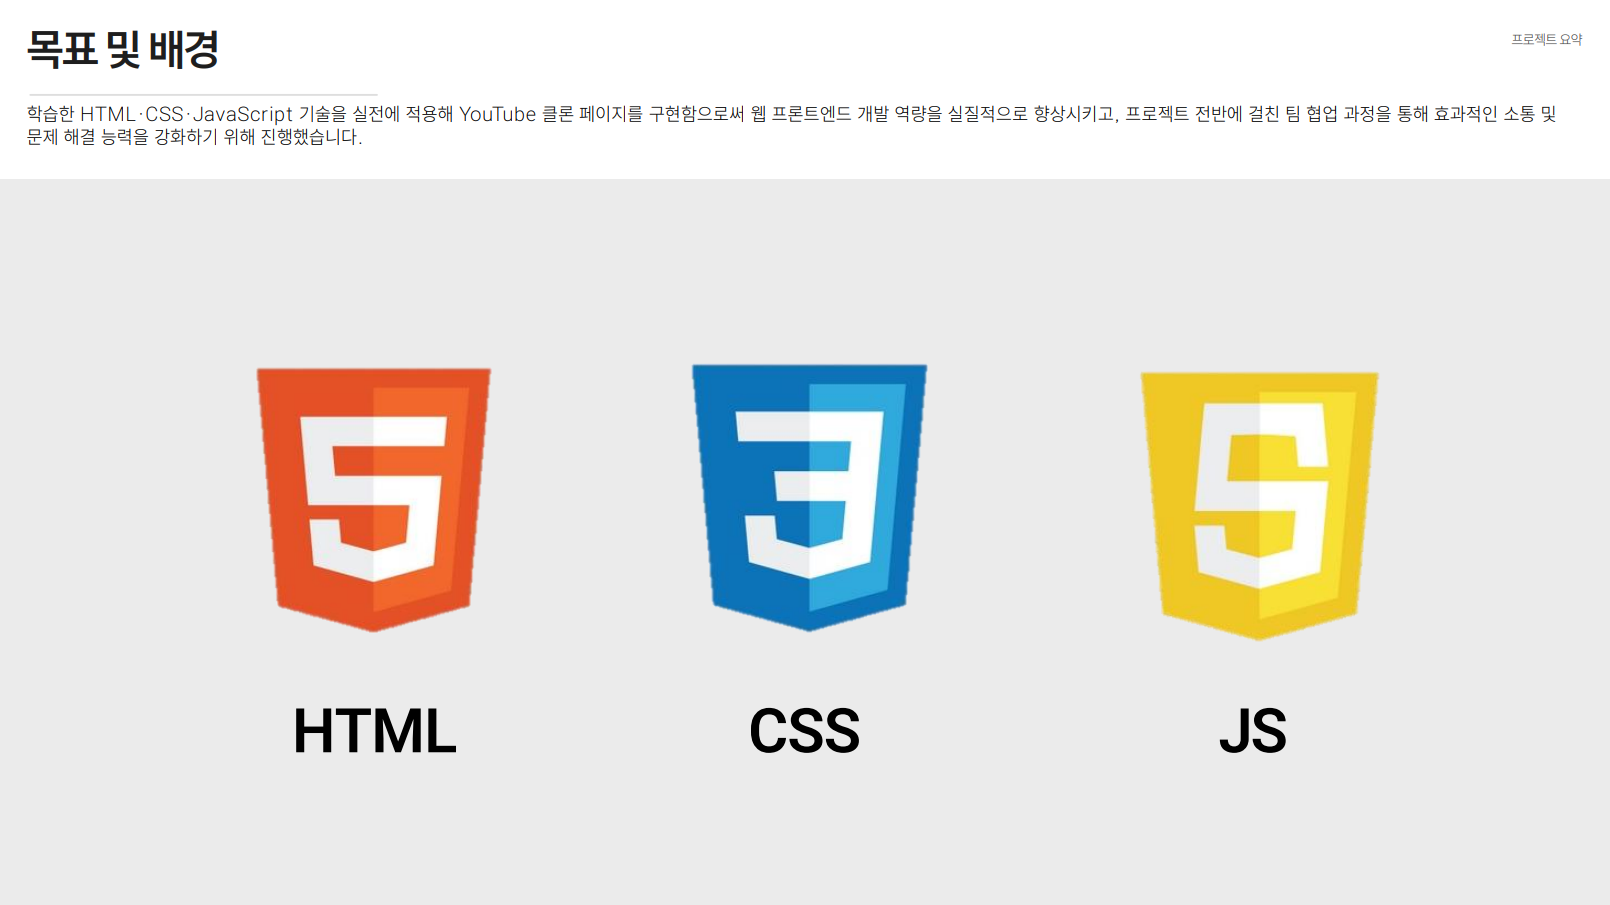 목표 및 배경
프로젝트 요약
학습한 HTML·CSS·JavaScript 기술을 실전에 적용해 YouTube 클론 페이지를 구현함으로써 웹 프론트엔드 개발 역량을 실질적으로 향상시키고, 프로젝트 전반에 걸친 팀 협업 과정을 통해 효과적인 소통 및
문제 해결 능력을 강화하기 위해 진행했습니다.
5
3
S
HTML
CSS
JS